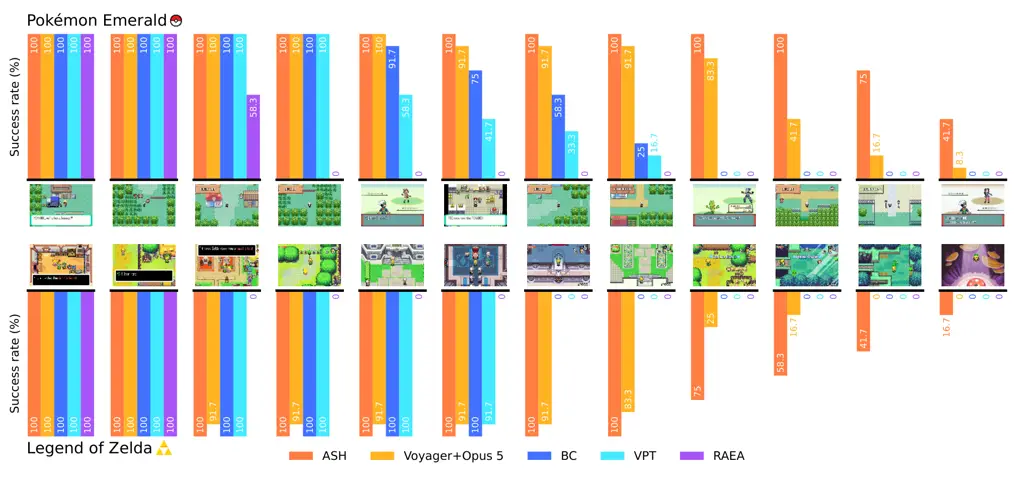 Pokémon Emerald
Success rate (%)
100 100 100 100 100
100 100 100 100 100
100 100 100 100 58.3
100 100 100 100 0
100 100 91.7 58.3 0
100 91.7 75 41.7 0
100 91.7 58.3 33.3 0
100 91.7 25 16.7 0
100 83.3 0 0 0
100 41.7 0 0 0
75 16.7 0 0 0
41.7 8.3 0 0 0
Success rate (%)
100 100 100 100 100
100 100 100 100 100
100 91.7 100 100 0
100 91.7 100 100 0
100 91.7 100 100 0
100 91.7 100 91.7 0
100 91.7 0 0 0
100 83.3 0 0 0
75 25 0 0 0
58.3 16.7 0 0 0
41.7 0 0 0 0
16.7 0 0 0 0
Legend of Zelda
ASH
Voyager+Opus 5
BC
VPT
RAEA